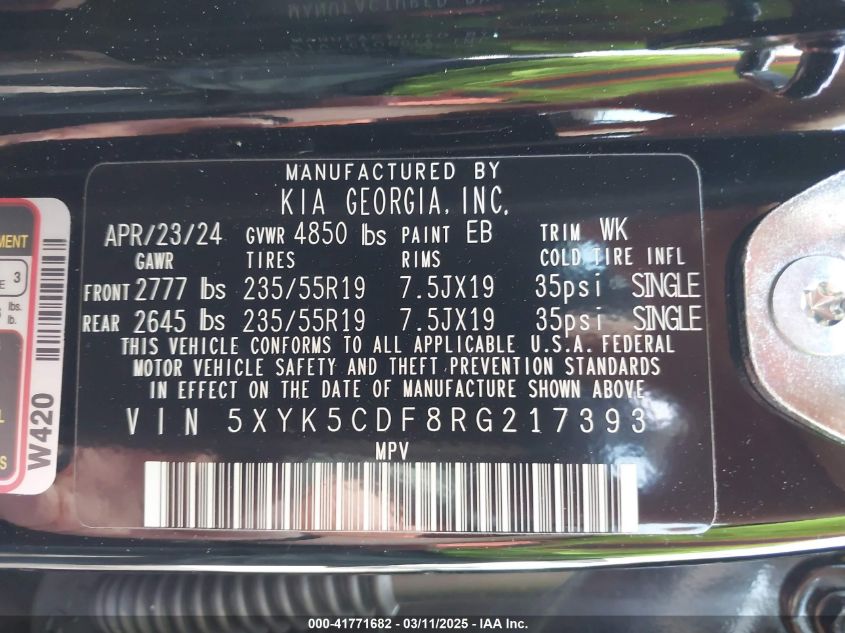 MANUFACTURED BY
KIA GEORGIA, INC.
APR/23/24 GVWR 4850 lbs PAINT EB TRIM WK
GAWR TIRES RIMS COLD TIRE INFL
FRONT 2777 lbs 235/55R19 7.5JX19 35psi SINGLE
REAR 2645 lbs 235/55R19 7.5JX19 35psi SINGLE
THIS VEHICLE CONFORMS TO ALL APPLICABLE U.S.A. FEDERAL
MOTOR VEHICLE SAFETY AND THEFT PREVENTION STANDARDS
IN EFFECT ON THE DATE OF MANUFACTURE SHOWN ABOVE
VIN 5XYK5CDF8RG217393
MPV
3
lbs.
lb.
W420
000-41771682 - 03/11/2025 - IAA Inc.